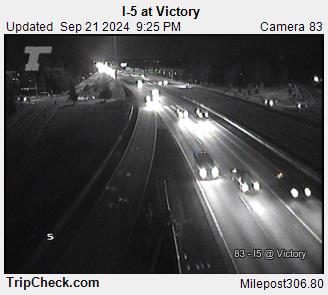 I-5 at Victory
Updated Sep 21 2024 9:25 PM Camera 83
T
S
83 - I5 @ Victory
TripCheck.com Milepost306.80